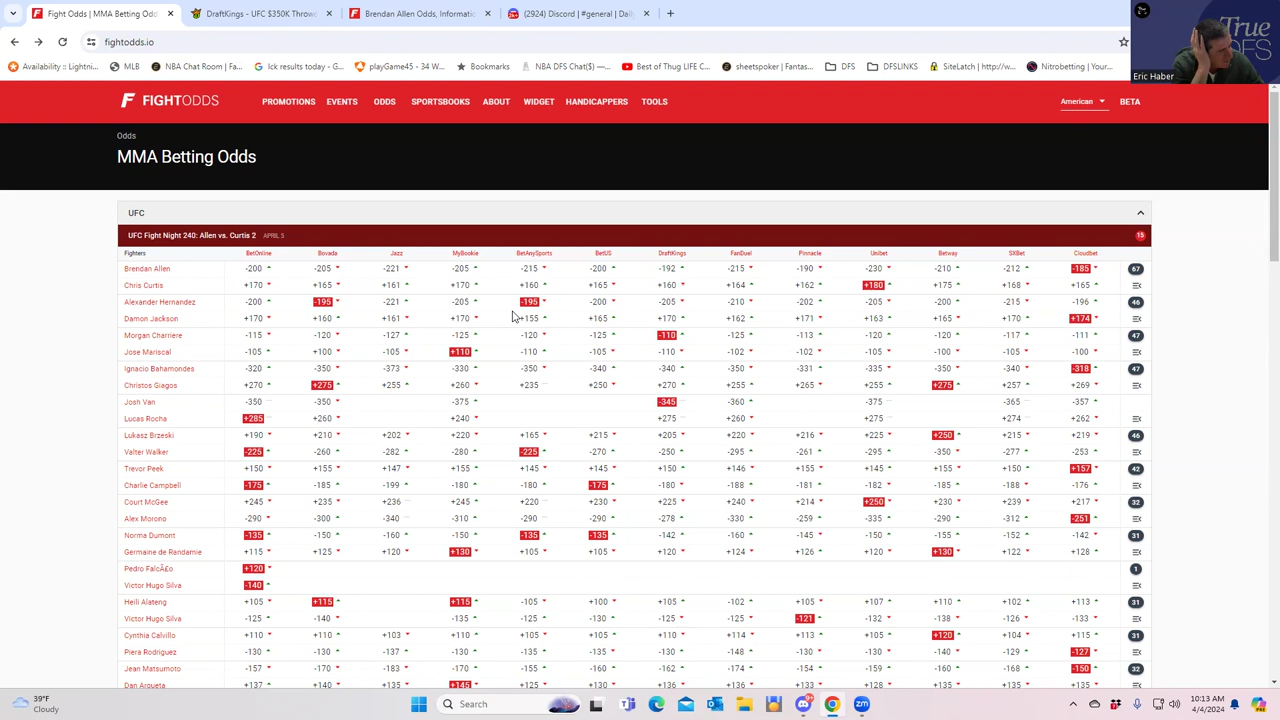 Fight Odds | MMA Betting Od... DraftKings - UFC $350K Throw... Brendan Allen Odds, Informati... (2924) Discord | #general | Dail
fightodds.io
Availability :: Lightni... MLB NBA Chat Room | Fa... Ick results today - G... playGame45 - 34 W... Bookmarks NBA DFS Chat($) —... Best of Thug LIFE C... sheetspoker | Fantas... DFS DFSLINKS SiteLatch | http://w... Nitrobetting | Your...
True DFS
Eric Haber
FIGHTODDS PROMOTIONS EVENTS ODDS SPORTSBOOKS ABOUT WIDGET HANDICAPPERS TOOLS American BETA
Odds
MMA Betting Odds
UFC
UFC Fight Night 240: Allen vs. Curtis 2 APRIL 5 15
Fighters BetOnline Bovada Jazz MyBookie BetAnySports BetUS DraftKings FanDuel Pinnacle Unibet Betway SXBet Cloudbet
Brendan Allen -200 -205 -221 -205 -215 -200 -192 -215 -190 -230 -210 -212 -185 67
Chris Curtis +170 +165 +161 +170 +160 +165 +160 +164 +162 +180 +175 +168 +165
Alexander Hernandez -200 -195 -221 -205 -195 -200 -205 -210 -202 -205 -200 -215 -196 46
Damon Jackson +170 +160 +161 +170 +155 +165 +170 +162 +171 +163 +165 +170 +174
Morgan Charriere -115 -120 -127 -125 -120 -125 -110 -125 -113 -120 -120 -117 -111 47
Jose Mariscal -105 +100 -105 +110 -110 -105 -110 -102 -102 -105 -100 -105 -100
Ignacio Bahamondes -320 -350 -373 -330 -350 -340 -340 -350 -331 -335 -350 -340 -318 47
Christos Giagos +270 +275 +255 +260 +235 +250 +270 +255 +265 +255 +275 +257 +269
Josh Van -350 -350 -375 -345 -360 -375 -365 -357
Lucas Rocha +285 +260 +240 +275 +260 +275 +274 +262
Lukasz Brzeski +190 +210 +202 +220 +165 +215 +205 +220 +216 +225 +250 +215 +219 46
Valter Walker -225 -260 -282 -280 -225 -270 -250 -295 -261 -295 -350 -277 -253
Trevor Peek +150 +155 +147 +155 +145 +145 +150 +146 +155 +145 +155 +150 +157 42
Charlie Campbell -175 -185 -199 -180 -180 -175 -180 -188 -181 -182 -185 -188 -176
Court McGee +245 +235 +236 +245 +220 +230 +225 +240 +214 +250 +230 +239 +217 32
Alex Morono -290 -300 -340 -310 -290 -290 -278 -330 -259 -335 -290 -312 -251
Norma Dumont -135 -150 -160 -150 -135 -135 -142 -160 -145 -150 -155 -152 -142 31
Germaine de Randamie +115 +125 +120 +130 +105 +105 +120 +124 +126 +120 +130 +122 +128
Pedro FalcÃ£o +120 1
Victor Hugo Silva -140
Heili Alateng +105 +115 +115 -105 +100 +105 -102 +105 +107 +110 +102 +113 31
Victor Hugo Silva -125 -140 -135 -125 -130 -125 -125 -121 -132 -138 -126 -133
Cynthia Calvillo +110 +110 +103 +110 +105 +105 +110 +114 +113 +105 +120 +104 +115 31
Piera Rodriguez -130 -130 -137 -130 -135 -135 -130 -148 -130 -130 -140 -129 -127
Jean Matsumoto -157 -170 -183 -170 -155 -160 -162 -174 -154 -159 -160 -168 -150 32
Dan Argueta +137 +140 +135 +145 +125 +130 +136 +136 +133 +128 +135 +135 +135
39°F
Cloudy
Search
10:13 AM
4/4/2024